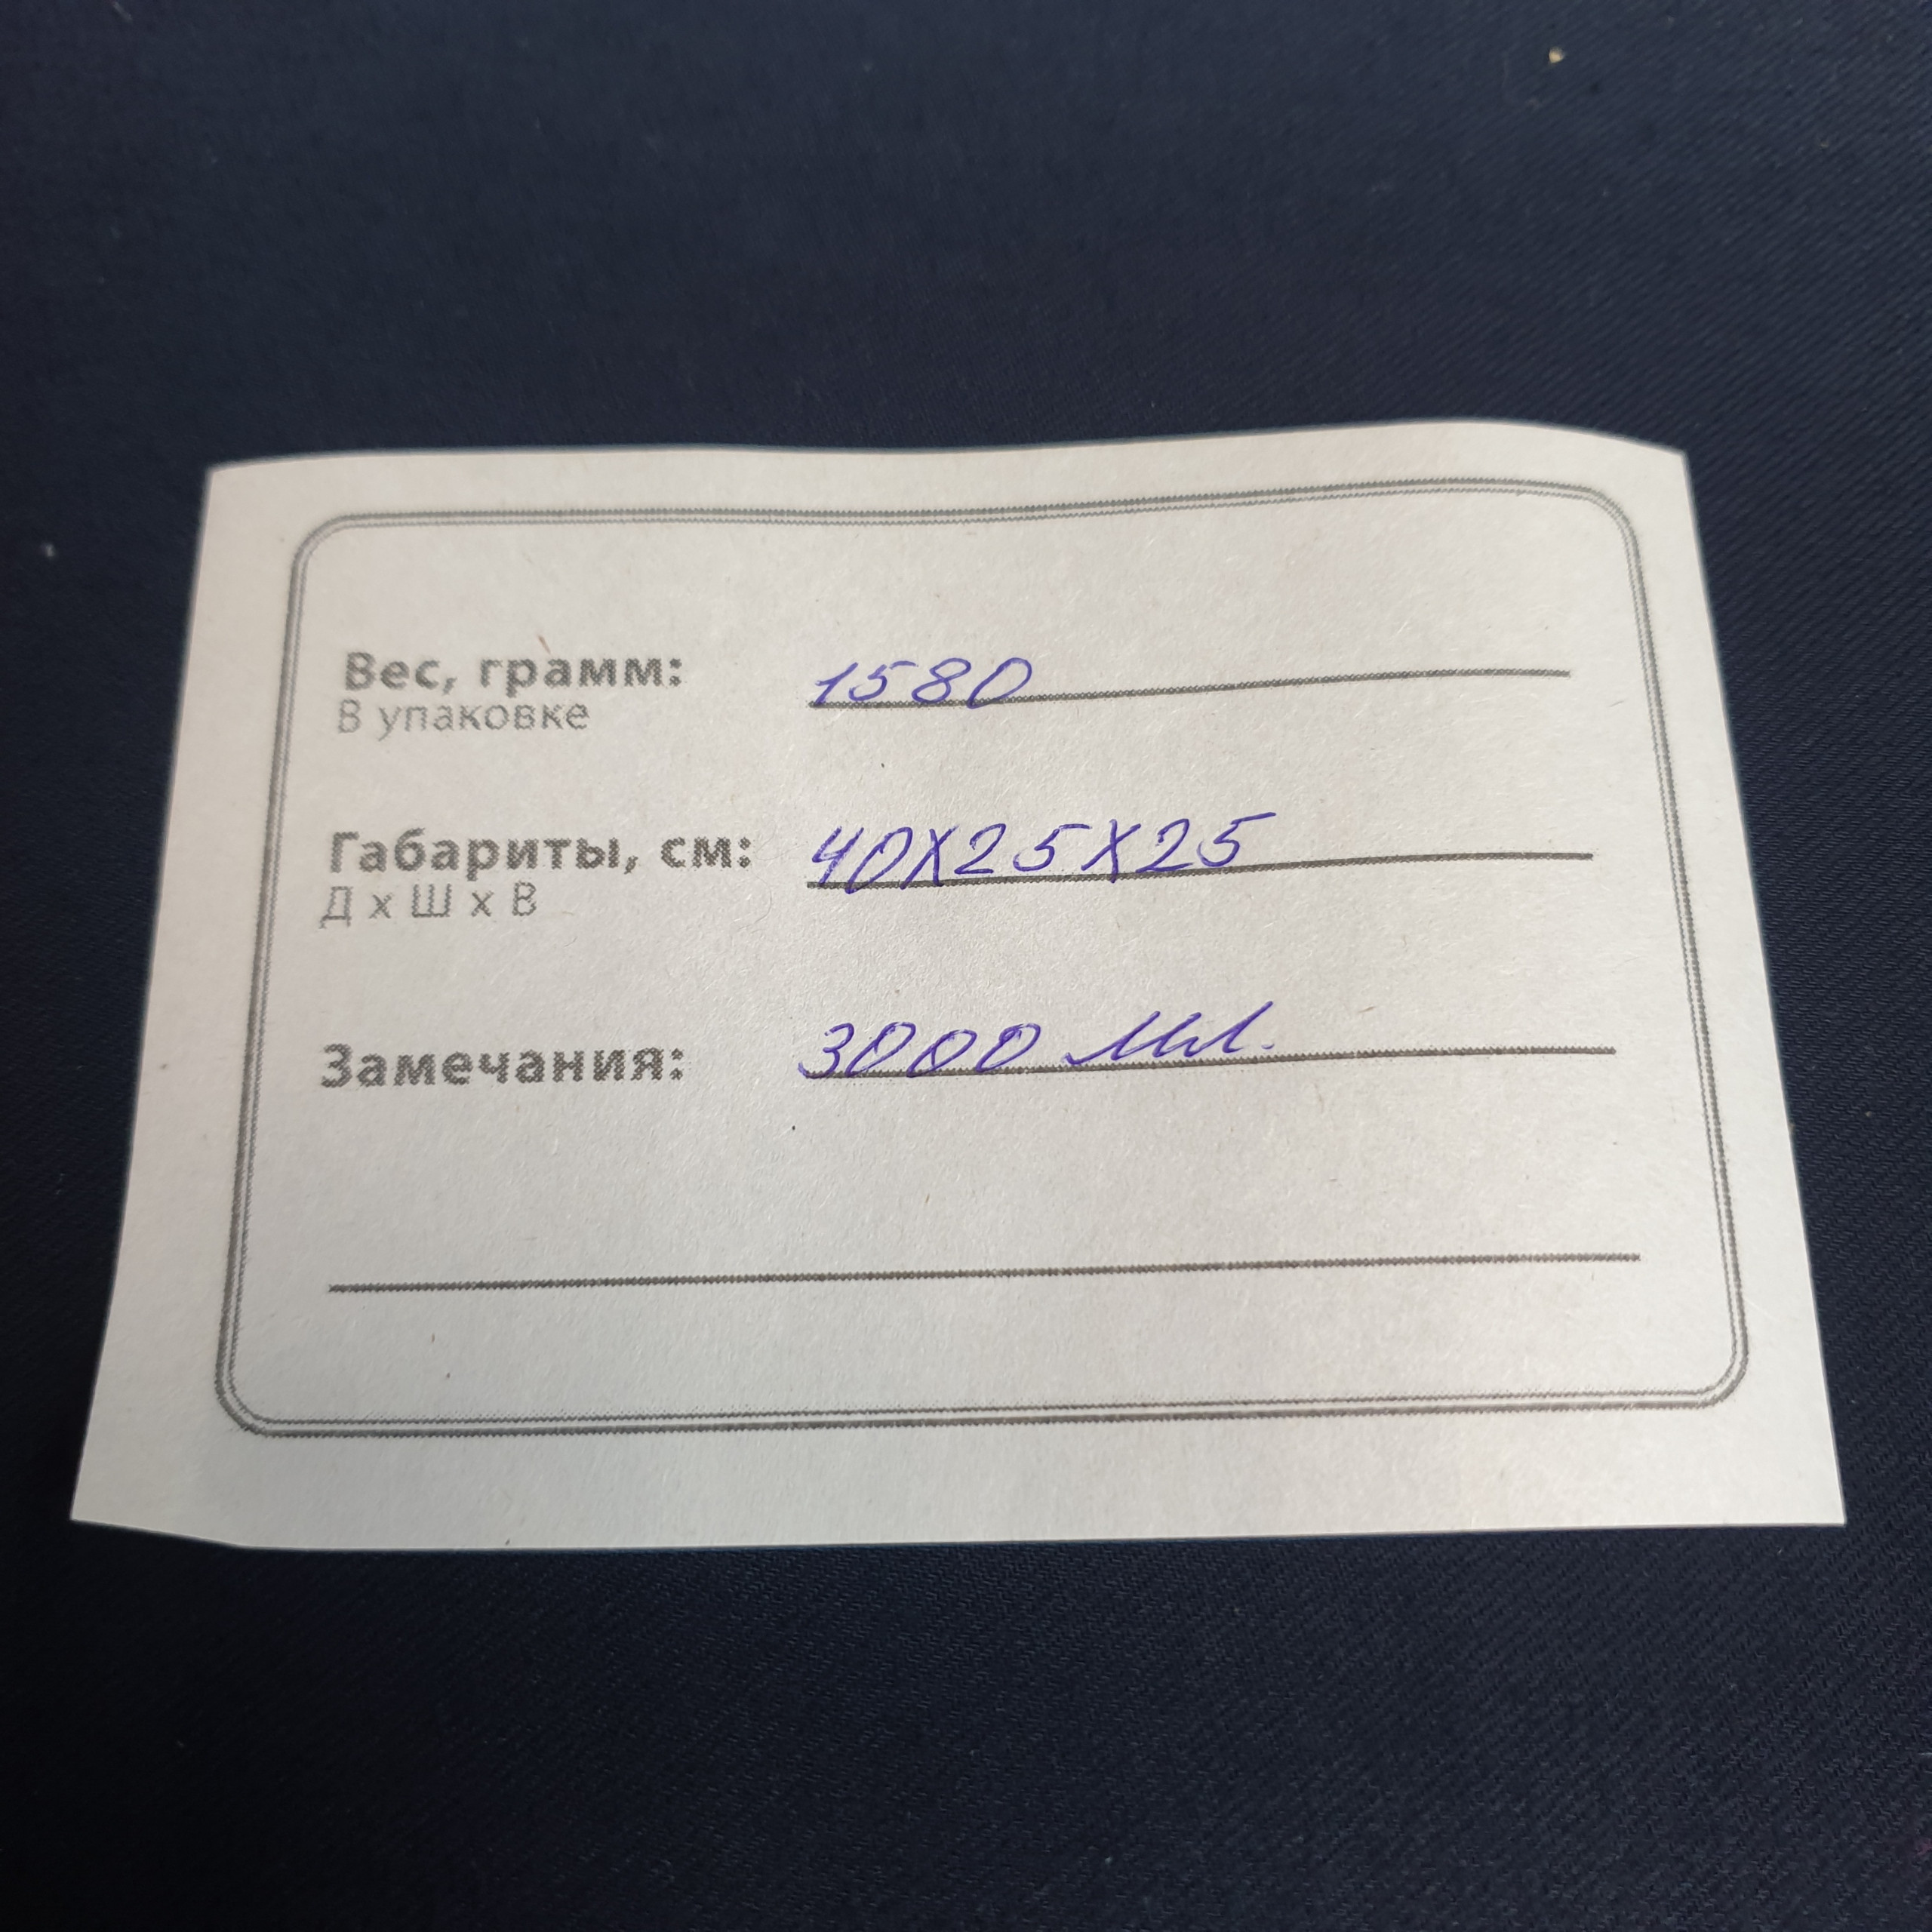 Вес, грамм: 1580
В упаковке
Габариты, см: 40X25X25
Д х Ш х В
Замечания: 3000 мл.